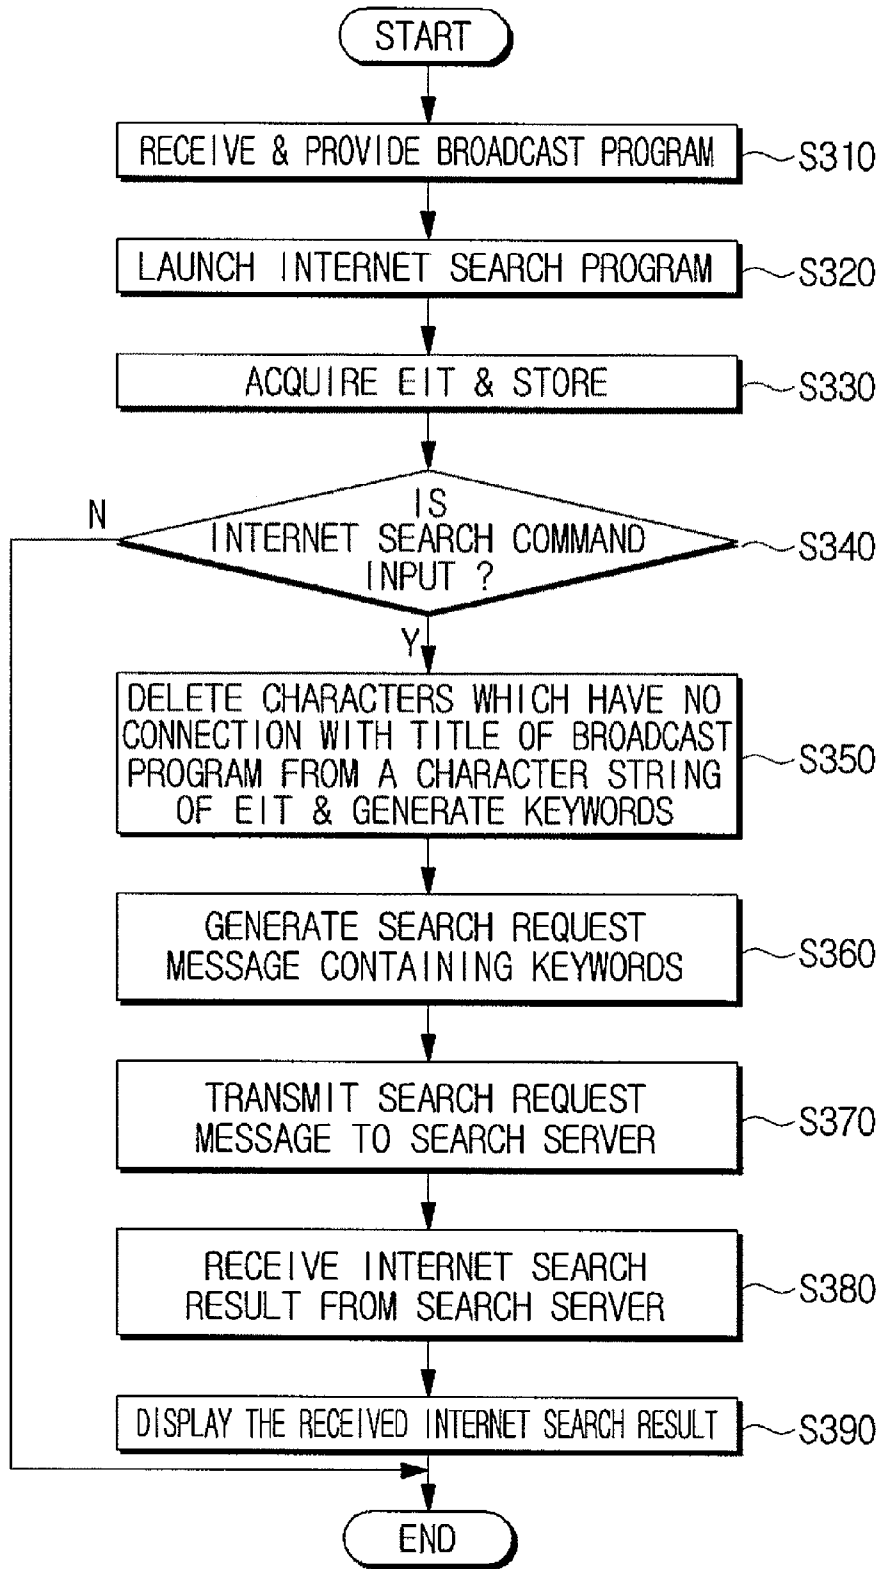 START
RECEIVE & PROVIDE BROADCAST PROGRAM
S310
LAUNCH INTERNET SEARCH PROGRAM
S320
ACQUIRE EIT & STORE
S330
IS
INTERNET SEARCH COMMAND
INPUT ?
S340
N
Y
DELETE CHARACTERS WHICH HAVE NO
CONNECTION WITH TITLE OF BROADCAST
PROGRAM FROM A CHARACTER STRING
OF EIT & GENERATE KEYWORDS
S350
GENERATE SEARCH REQUEST
MESSAGE CONTAINING KEYWORDS
S360
TRANSMIT SEARCH REQUEST
MESSAGE TO SEARCH SERVER
S370
RECEIVE INTERNET SEARCH
RESULT FROM SEARCH SERVER
S380
DISPLAY THE RECEIVED INTERNET SEARCH RESULT
S390
END